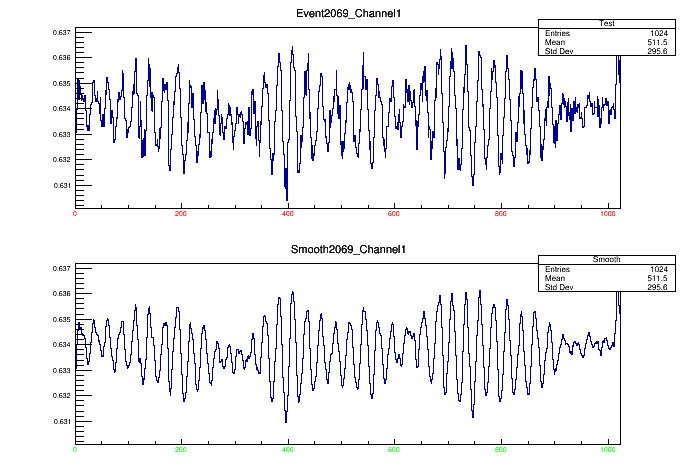 Event2069_Channel1
Test
Entries 1024
Mean 511.5
Std Dev 295.6
0.637
0.636
0.635
0.634
0.633
0.632
0.631
0 200 400 600 800 1000
Smooth2069_Channel1
Smooth
Entries 1024
Mean 511.5
Std Dev 295.6
0.637
0.636
0.635
0.634
0.633
0.632
0.631
0 200 400 600 800 1000